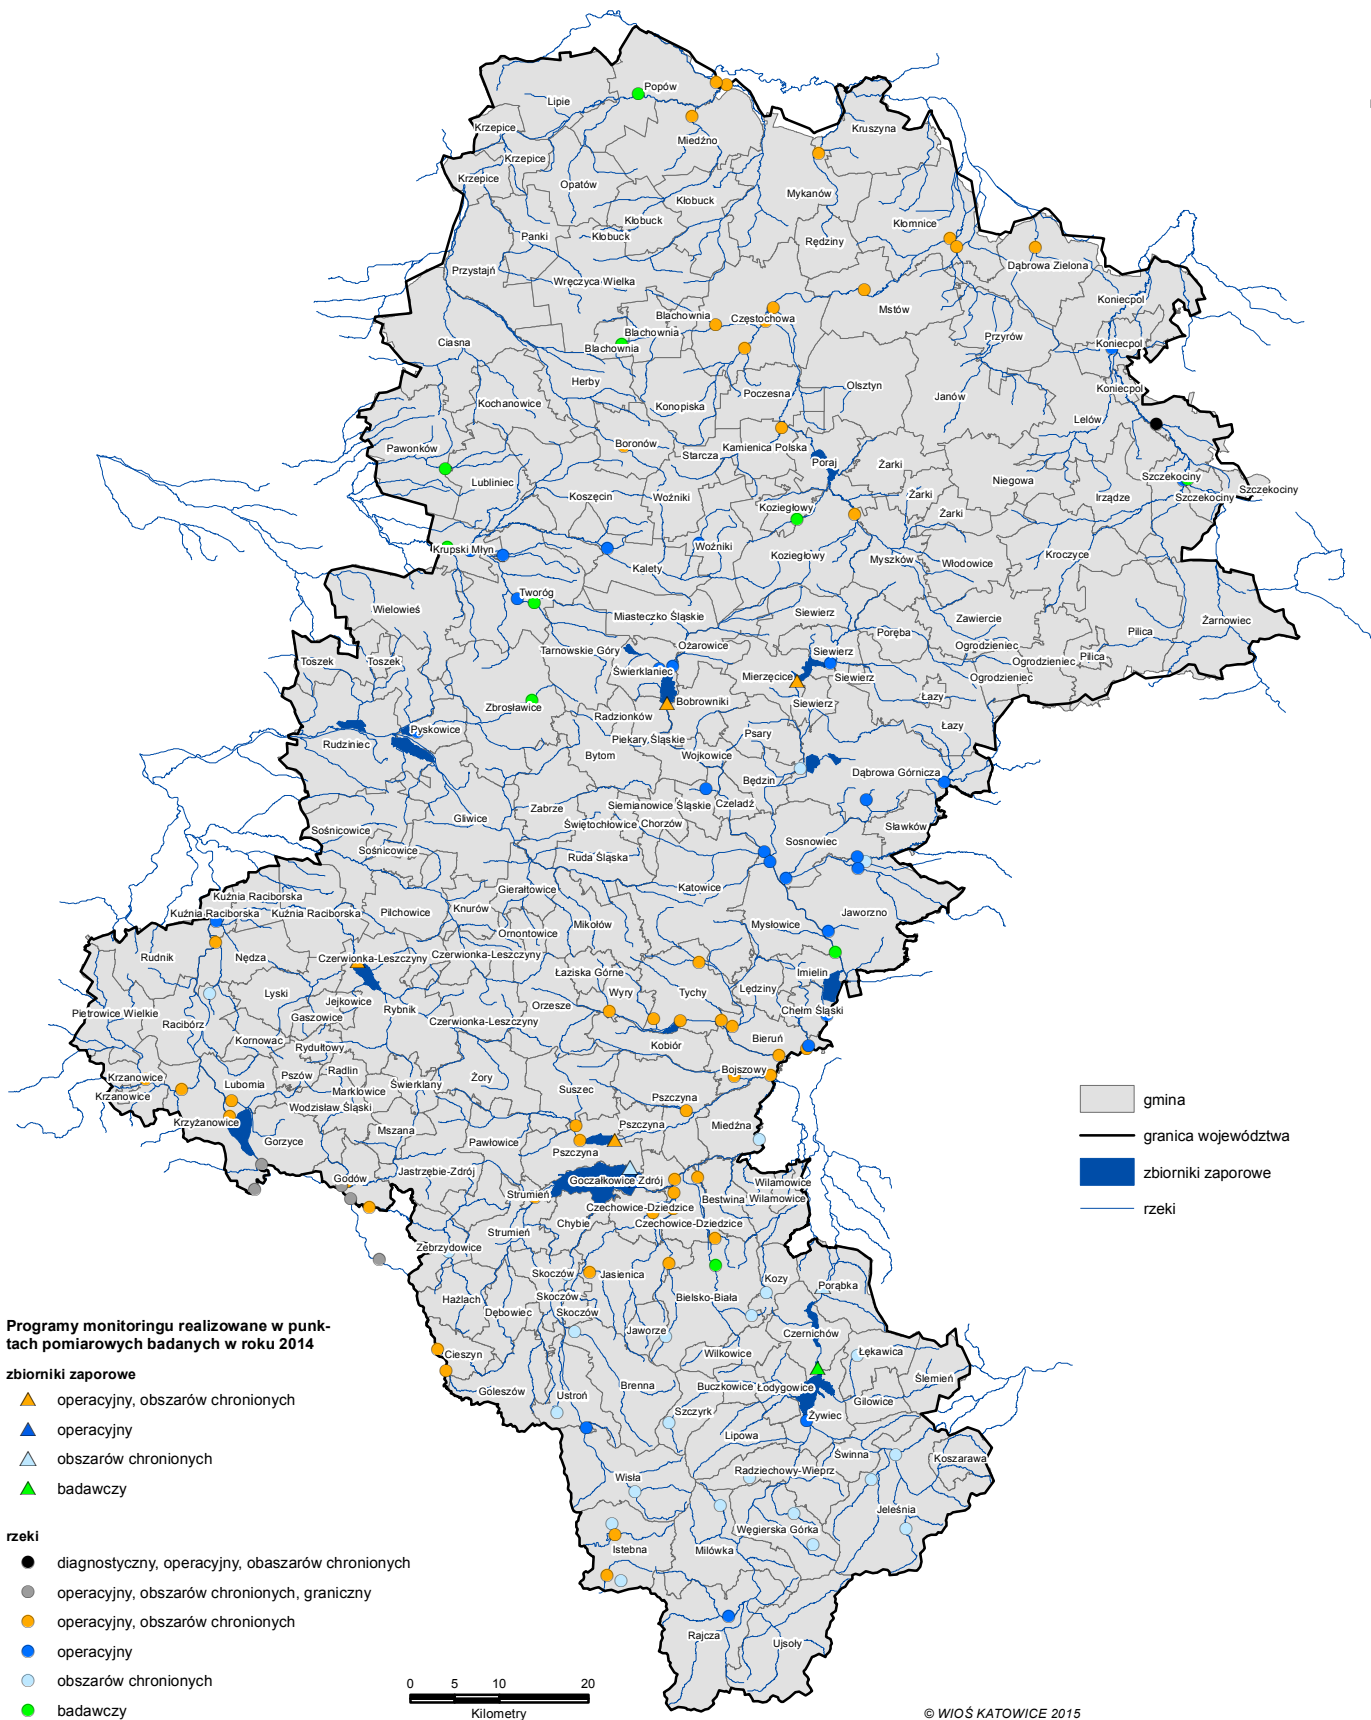 Popów
Lipie
Kruszyna
Krzepice
Miedźno
Krzepice
Krzepice
Opatów
Mykanów
Kłobuck
Kłobuck
Kłomnice
Panki
Kłobuck
Rędziny
Dąbrowa Zielona
Przystajń
Wręczyca Wielka
Koniecpol
Mstów
Blachownia
Częstochowa
Blachownia
Przyrów
Ciasna
Blachownia
Koniecpol
Herby
Olsztyn
Koniecpol
Poczesna
Janów
Kochanowice
Konopiska
Lelów
Pawonków
Boronów
Kamienica Polska
Starcza
Poraj
Żarki
Szczekociny
Lubliniec
Niegowa
Szczekociny
Koszęcin
Woźniki
Żarki
Irządze
Szczekociny
Koziegłowy
Żarki
Krupski Młyn
Woźniki
Koziegłowy
Myszków
Włodowice
Kroczyce
Kalety
Tworóg
Wielowieś
Miasteczko Śląskie
Siewierz
Zawiercie
Żarnowiec
Poręba
Pilica
Ożarowice
Ogrodzieniec
Tarnowskie Góry
Siewierz
Toszek
Toszek
Ogrodzieniec
Pilica
Świerklaniec
Mierzęcice
Siewierz
Ogrodzieniec
Zbrosławice
Bobrowniki
Siewierz
Łazy
Radzionków
Łazy
Pyskowice
Piekary Śląskie
Psary
Rudziniec
Bytom
Wojkowice
Będzin
Dąbrowa Górnicza
Zabrze
Siemianowice Śląskie
Czeladź
Gliwice
Świętochłowice
Chorzów
Sławków
Sośnicowice
Sosnowiec
Sośnicowice
Ruda Śląska
Gierałtowice
Katowice
Kuźnia Raciborska
Kuźnia Raciborska
Kuźnia Raciborska
Pilchowice
Knurów
Jaworzno
Mikołów
Mysłowice
Ornontowice
Rudnik
Nędza
Czerwionka-Leszczyny
Czerwionka-Leszczyny
Łaziska Górne
Imielin
Lyski
Wyry
Tychy
Lędziny
Jejkowice
Orzesze
Pietrowice Wielkie
Gaszowice
Rybnik
Chełm Śląski
Racibórz
Czerwionka-Leszczyny
Kornowac
Kobiór
Bieruń
Rydułtowy
Krzanowice
Pszów
Radlin
Żory
Bojszowy
Lubomia
Marklowice
Świerklany
Suszec
Krzanowice
Wodzisław Śląski
Pszczyna
Krzyżanowice
Mszana
Pszczyna
Miedźna
Gorzyce
Pawłowice
Pszczyna
Godów
Jastrzębie-Zdrój
Goczałkowice Zdrój
Wilamowice
Strumień
Bestwina
Wilamowice
Czechowice-Dziedzice
Chybie
Czechowice-Dziedzice
Strumień
Zebrzydowice
Skoczów
Jasienica
Kozy
Porąbka
Hażlach
Skoczów
Bielsko-Biała
Dębowiec
Skoczów
Jaworze
Czernichów
Cieszyn
Wilkowice
Łękawica
Goleszów
Brenna
Buczkowice
Łodygowice
Ślemień
Ustroń
Gilowice
Szczyrk
Żywiec
Lipowa
Świnna
Koszarawa
Wisła
Radziechowy-Wieprz
Jeleśnia
Węgierska Górka
Istebna
Milówka
Rajcza
Ujsoły
gmina
granica województwa
zbiorniki zaporowe
rzeki
Programy monitoringu realizowane w punk-
tach pomiarowych badanych w roku 2014
zbiorniki zaporowe
operacyjny, obszarów chronionych
operacyjny
obszarów chronionych
badawczy
rzeki
diagnostyczny, operacyjny, obaszarów chronionych
operacyjny, obszarów chronionych, graniczny
operacyjny, obszarów chronionych
operacyjny
obszarów chronionych
badawczy
0 5 10 20
Kilometry
© WIOŚ KATOWICE 2015